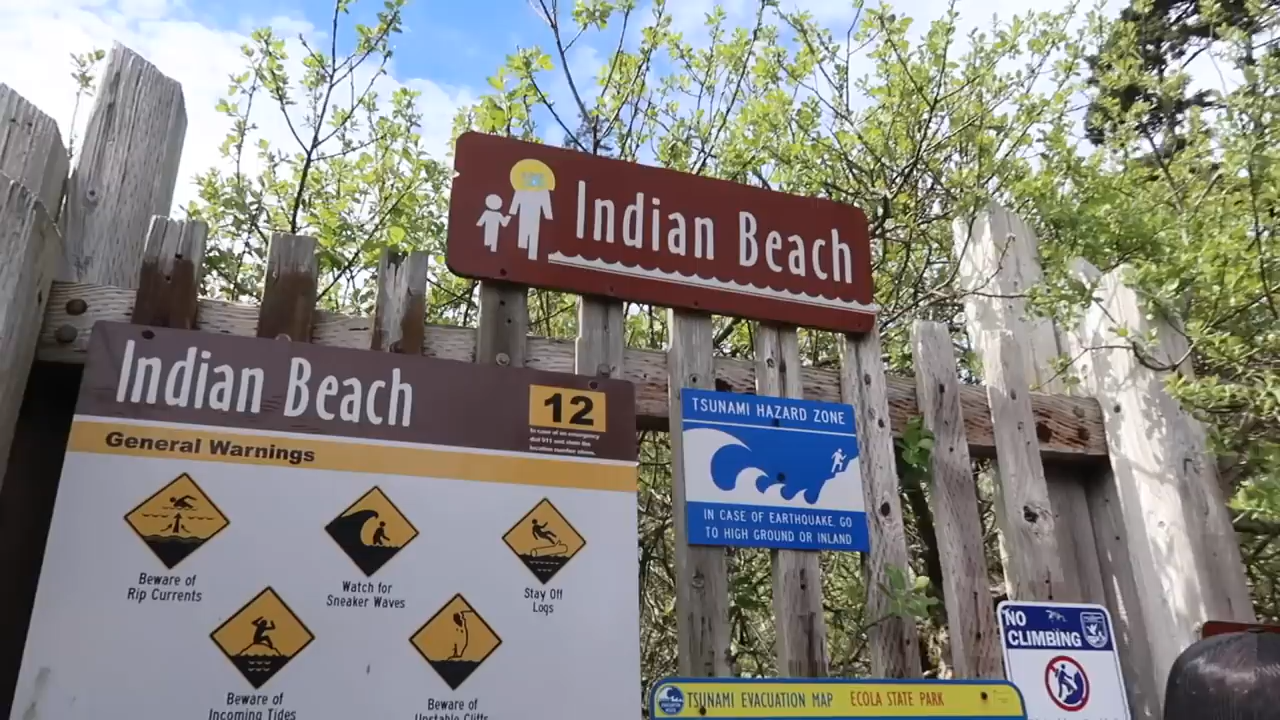 Indian Beach
Indian Beach
12
In case of an emergency
dial 911 and state the
location number above.
General Warnings
Beware of
Rip Currents
Watch for
Sneaker Waves
Stay Off
Logs
Beware of
Incoming Tides
Beware of
Unstable Cliffs
TSUNAMI HAZARD ZONE
IN CASE OF EARTHQUAKE, GO
TO HIGH GROUND OR INLAND
NO
CLIMBING
TSUNAMI EVACUATION MAP ECOLA STATE PARK